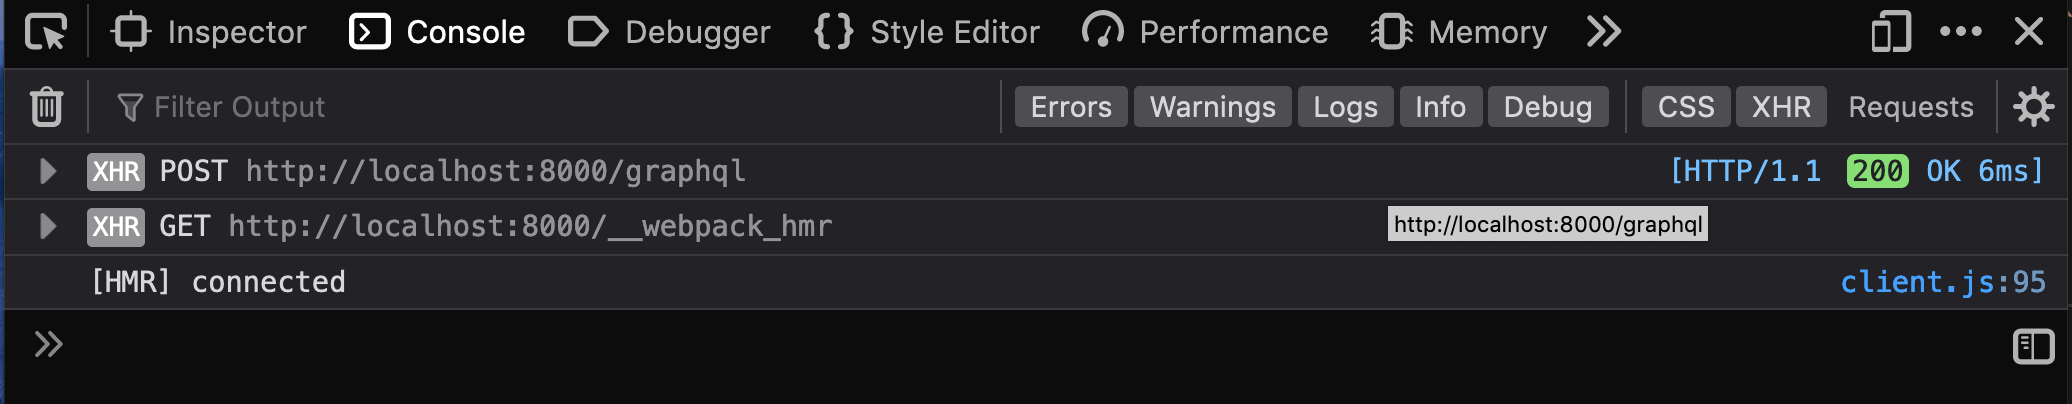 Inspector Console Debugger {} Style Editor Performance Memory
Filter Output Errors Warnings Logs Info Debug CSS XHR Requests
XHR POST http://localhost:8000/graphql [HTTP/1.1 200 OK 6ms]
XHR GET http://localhost:8000/__webpack_hmr
http://localhost:8000/graphql
[HMR] connected client.js:95